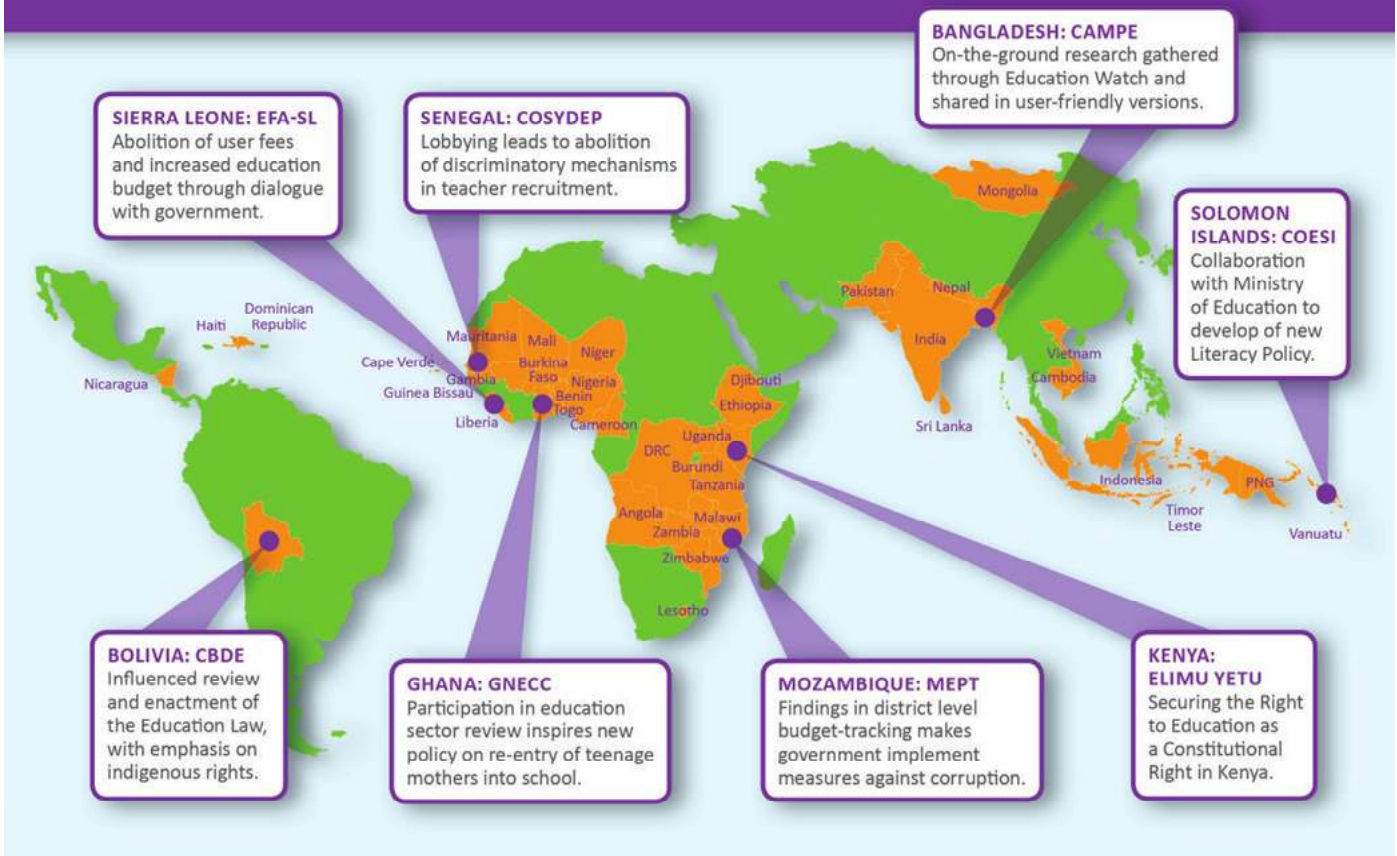 BANGLADESH: CAMPE
On-the-ground research gathered
through Education Watch and
shared in user-friendly versions.
SIERRA LEONE: EFA-SL
Abolition of user fees
and increased education
budget through dialogue
with government.
SENEGAL: COSYDEP
Lobbying leads to abolition
of discriminatory mechanisms
in teacher recruitment.
SOLOMON
ISLANDS: COESI
Collaboration
with Ministry
of Education to
develop of new
Literacy Policy.
Mongolia
Pakistan
Nepal
India
Vietnam
Cambodia
Sri Lanka
Indonesia
PNG
Timor
Leste
Vanuatu
Dominican
Republic
Haiti
Nicaragua
Mauritania
Mali
Niger
Cape Verde
Burkina
Faso
Gambia
Nigeria
Guinea Bissau
Benin
Togo
Liberia
Cameroon
Djibouti
Ethiopia
Uganda
DRC
Burundi
Tanzania
Angola
Malawi
Zambia
Zimbabwe
Lesotho
BOLIVIA: CBDE
Influenced review
and enactment of
the Education Law,
with emphasis on
indigenous rights.
GHANA: GNECC
Participation in education
sector review inspires new
policy on re-entry of teenage
mothers into school.
MOZAMBIQUE: MEPT
Findings in district level
budget-tracking makes
government implement
measures against corruption.
KENYA:
ELIMU YETU
Securing the Right
to Education as
a Constitutional
Right in Kenya.